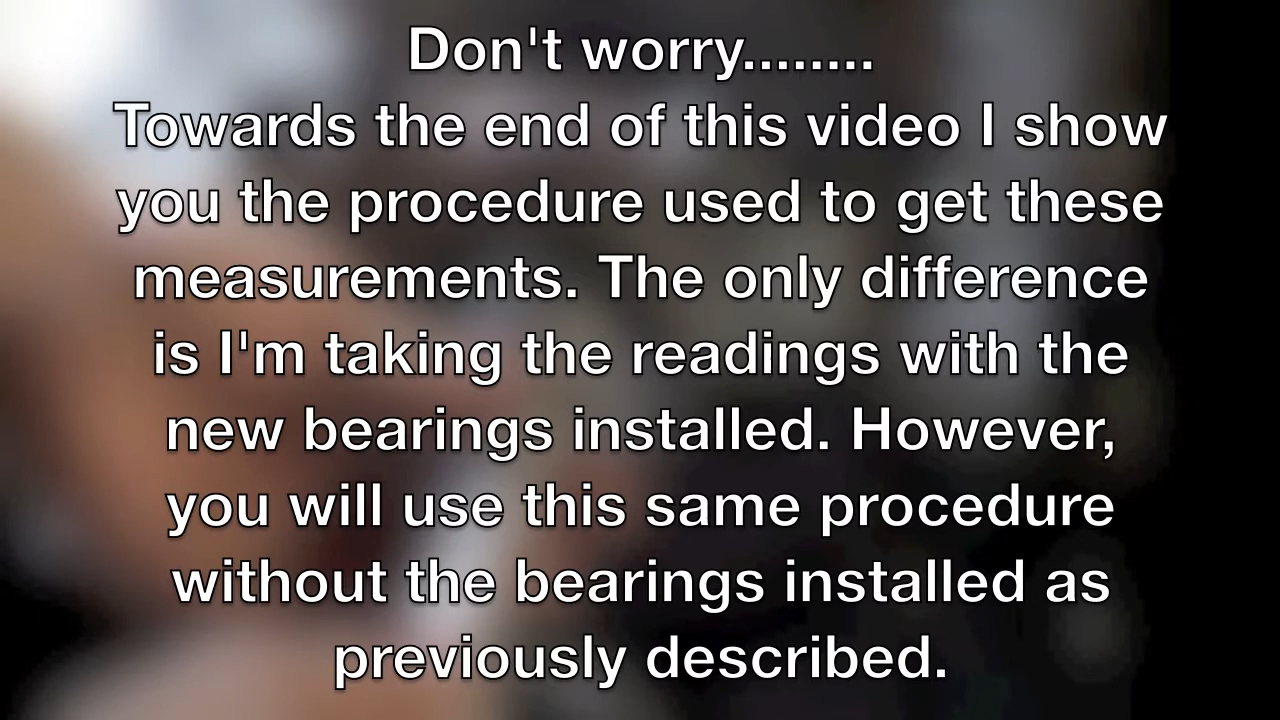 Don't worry........
Towards the end of this video I show
you the procedure used to get these
measurements. The only difference
is I'm taking the readings with the
new bearings installed. However,
you will use this same procedure
without the bearings installed as
previously described.